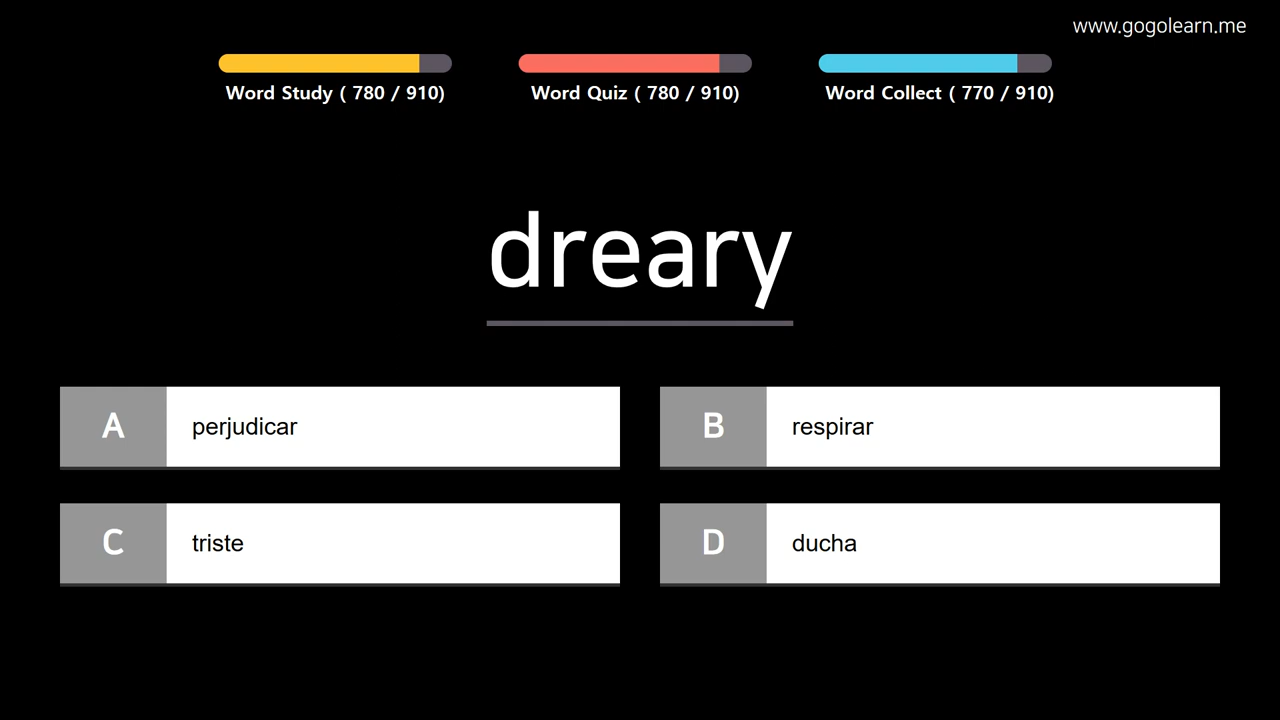 www.gogolearn.me
Word Study ( 780 / 910)
Word Quiz ( 780 / 910)
Word Collect ( 770 / 910)
dreary
A
perjudicar
B
respirar
C
triste
D
ducha